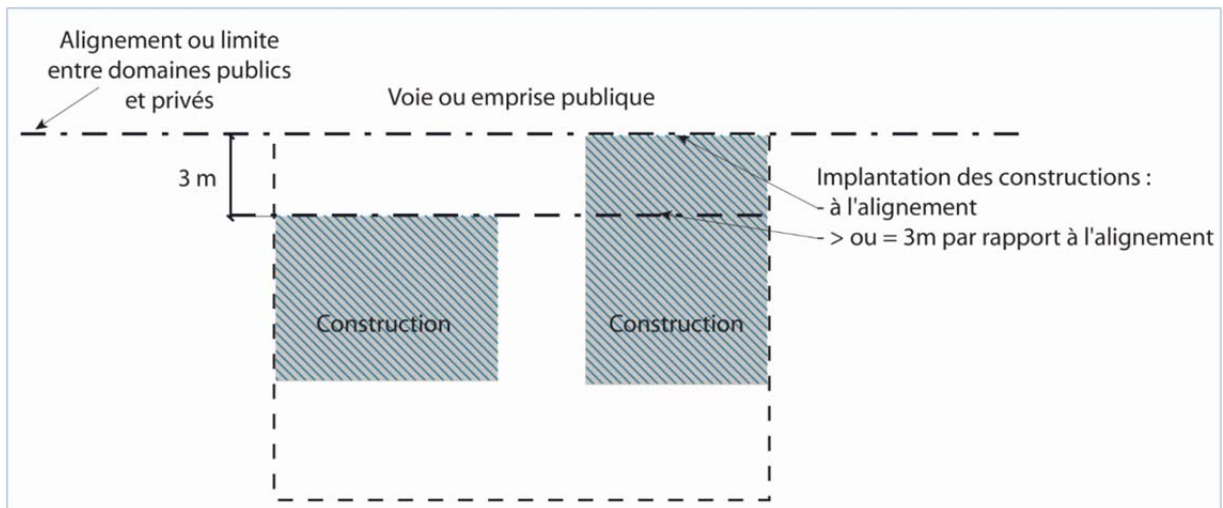 Alignement ou limite
entre domaines publics
et privés
Voie ou emprise publique
3 m
Implantation des constructions :
- à l'alignement
- > ou = 3m par rapport à l'alignement
Construction
Construction